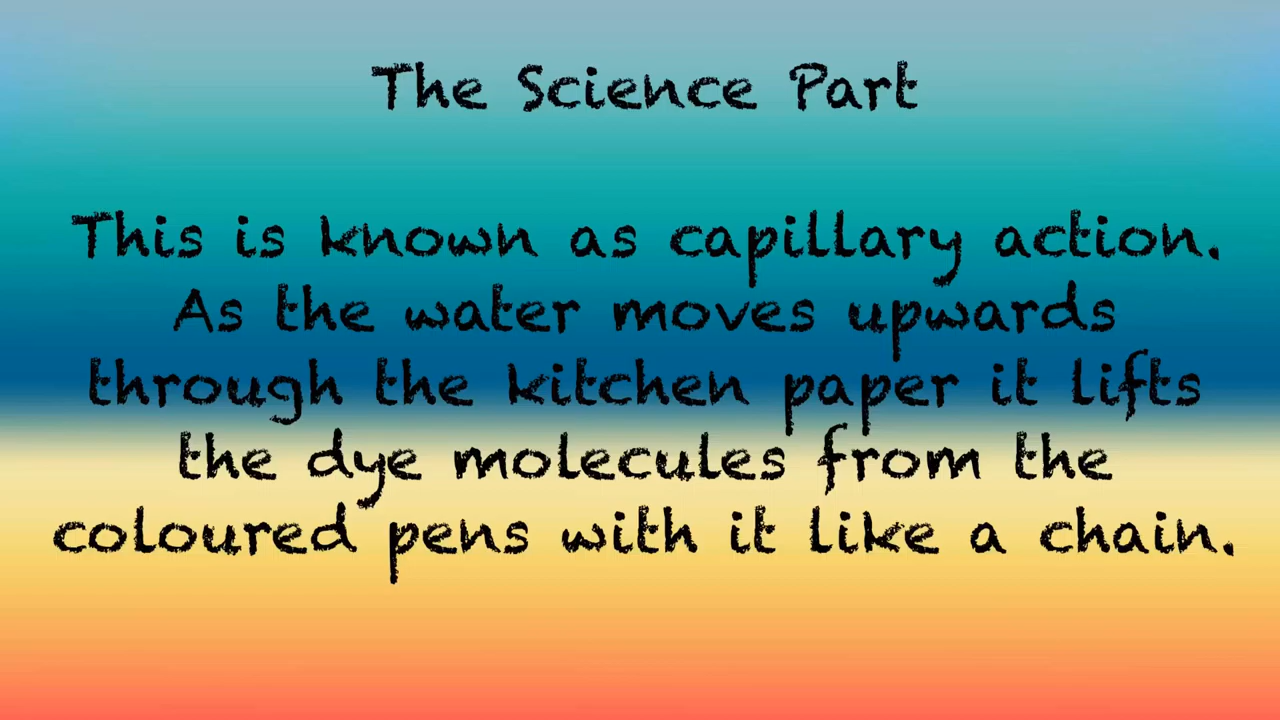 The Science Part
This is known as capillary action.
As the water moves upwards
through the kitchen paper it lifts
the dye molecules from the
coloured pens with it like a chain.